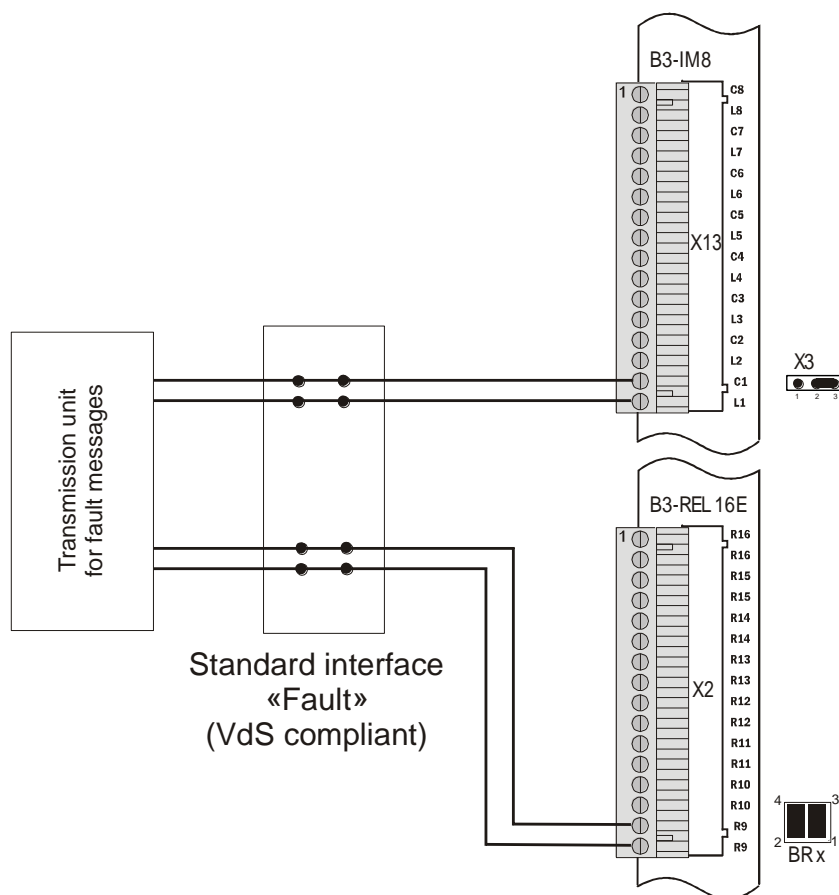 B3-IM8
1
C8
L8
C7
L7
C6
L6
C5
L5
C4
L4
C3
L3
C2
L2
C1
L1
X13
X3
1 2 3
Transmission unit
for fault messages
Standard interface
«Fault»
(VdS compliant)
B3-REL 16E
1
R16
R16
R15
R15
R14
R14
R13
R13
R12
R12
R11
R11
R10
R10
R9
R9
X2
4 3
2 1
BR x